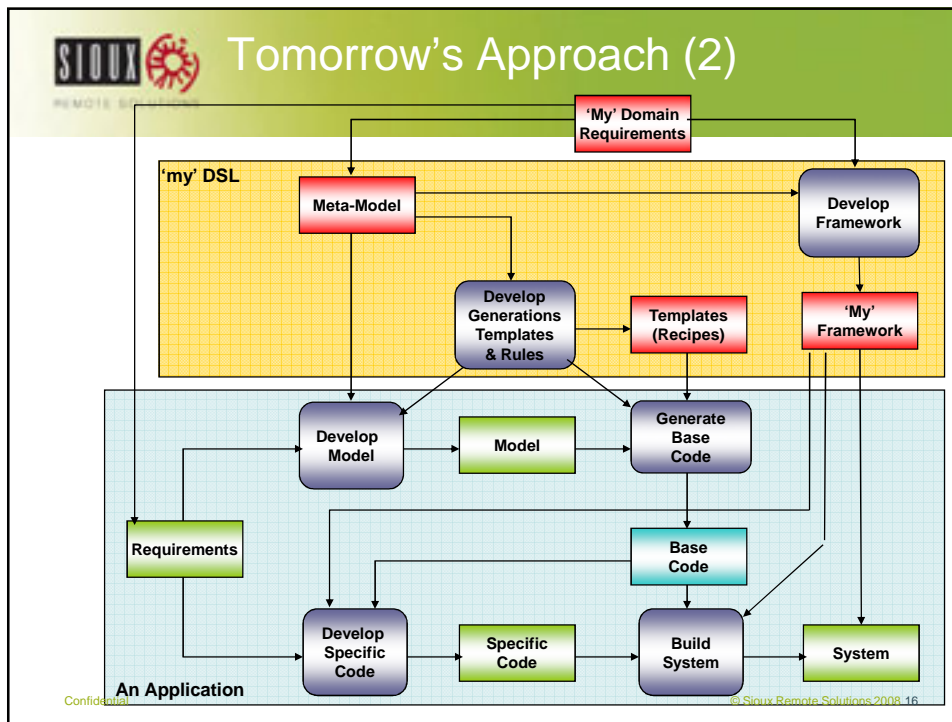 SIOUX
REMOTE SOLUTIONS
Tomorrow's Approach (2)
'My' Domain
Requirements
'my' DSL
Meta-Model
Develop
Framework
Develop
Generations
Templates
& Rules
Templates
(Recipes)
'My'
Framework
Develop
Model
Model
Generate
Base
Code
Requirements
Base
Code
Develop
Specific
Code
Specific
Code
Build
System
System
An Application
Confidential
© Sioux Remote Solutions 2008 16